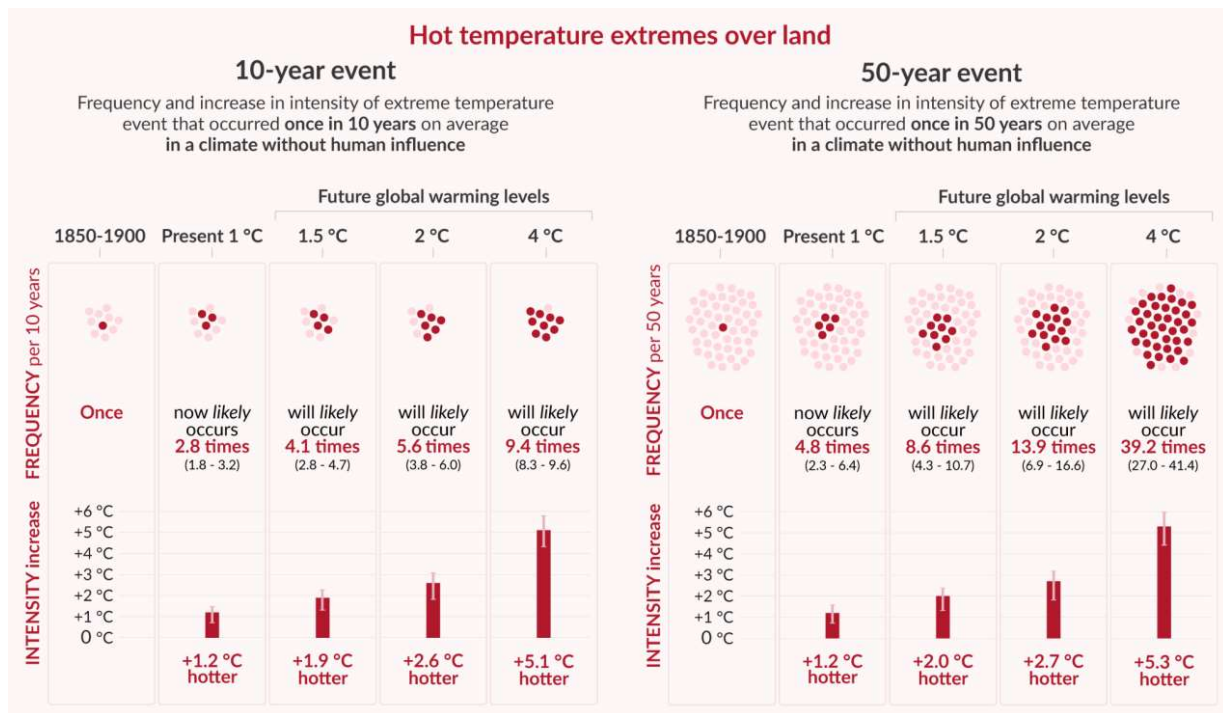 Hot temperature extremes over land
10-year event
Frequency and increase in intensity of extreme temperature
event that occurred once in 10 years on average
in a climate without human influence
Future global warming levels
1850-1900 Present 1 °C 1.5 °C 2 °C 4 °C
FREQUENCY per 10 years
Once
now likely
occurs
2.8 times
(1.8 - 3.2)
will likely
occur
4.1 times
(2.8 - 4.7)
will likely
occur
5.6 times
(3.8 - 6.0)
will likely
occur
9.4 times
(8.3 - 9.6)
INTENSITY increase
+6 °C
+5 °C
+4 °C
+3 °C
+2 °C
+1 °C
0 °C
+1.2 °C
hotter
+1.9 °C
hotter
+2.6 °C
hotter
+5.1 °C
hotter
50-year event
Frequency and increase in intensity of extreme temperature
event that occurred once in 50 years on average
in a climate without human influence
Future global warming levels
1850-1900 Present 1 °C 1.5 °C 2 °C 4 °C
FREQUENCY per 50 years
Once
now likely
occurs
4.8 times
(2.3 - 6.4)
will likely
occur
8.6 times
(4.3 - 10.7)
will likely
occur
13.9 times
(6.9 - 16.6)
will likely
occur
39.2 times
(27.0 - 41.4)
INTENSITY increase
+6 °C
+5 °C
+4 °C
+3 °C
+2 °C
+1 °C
0 °C
+1.2 °C
hotter
+2.0 °C
hotter
+2.7 °C
hotter
+5.3 °C
hotter